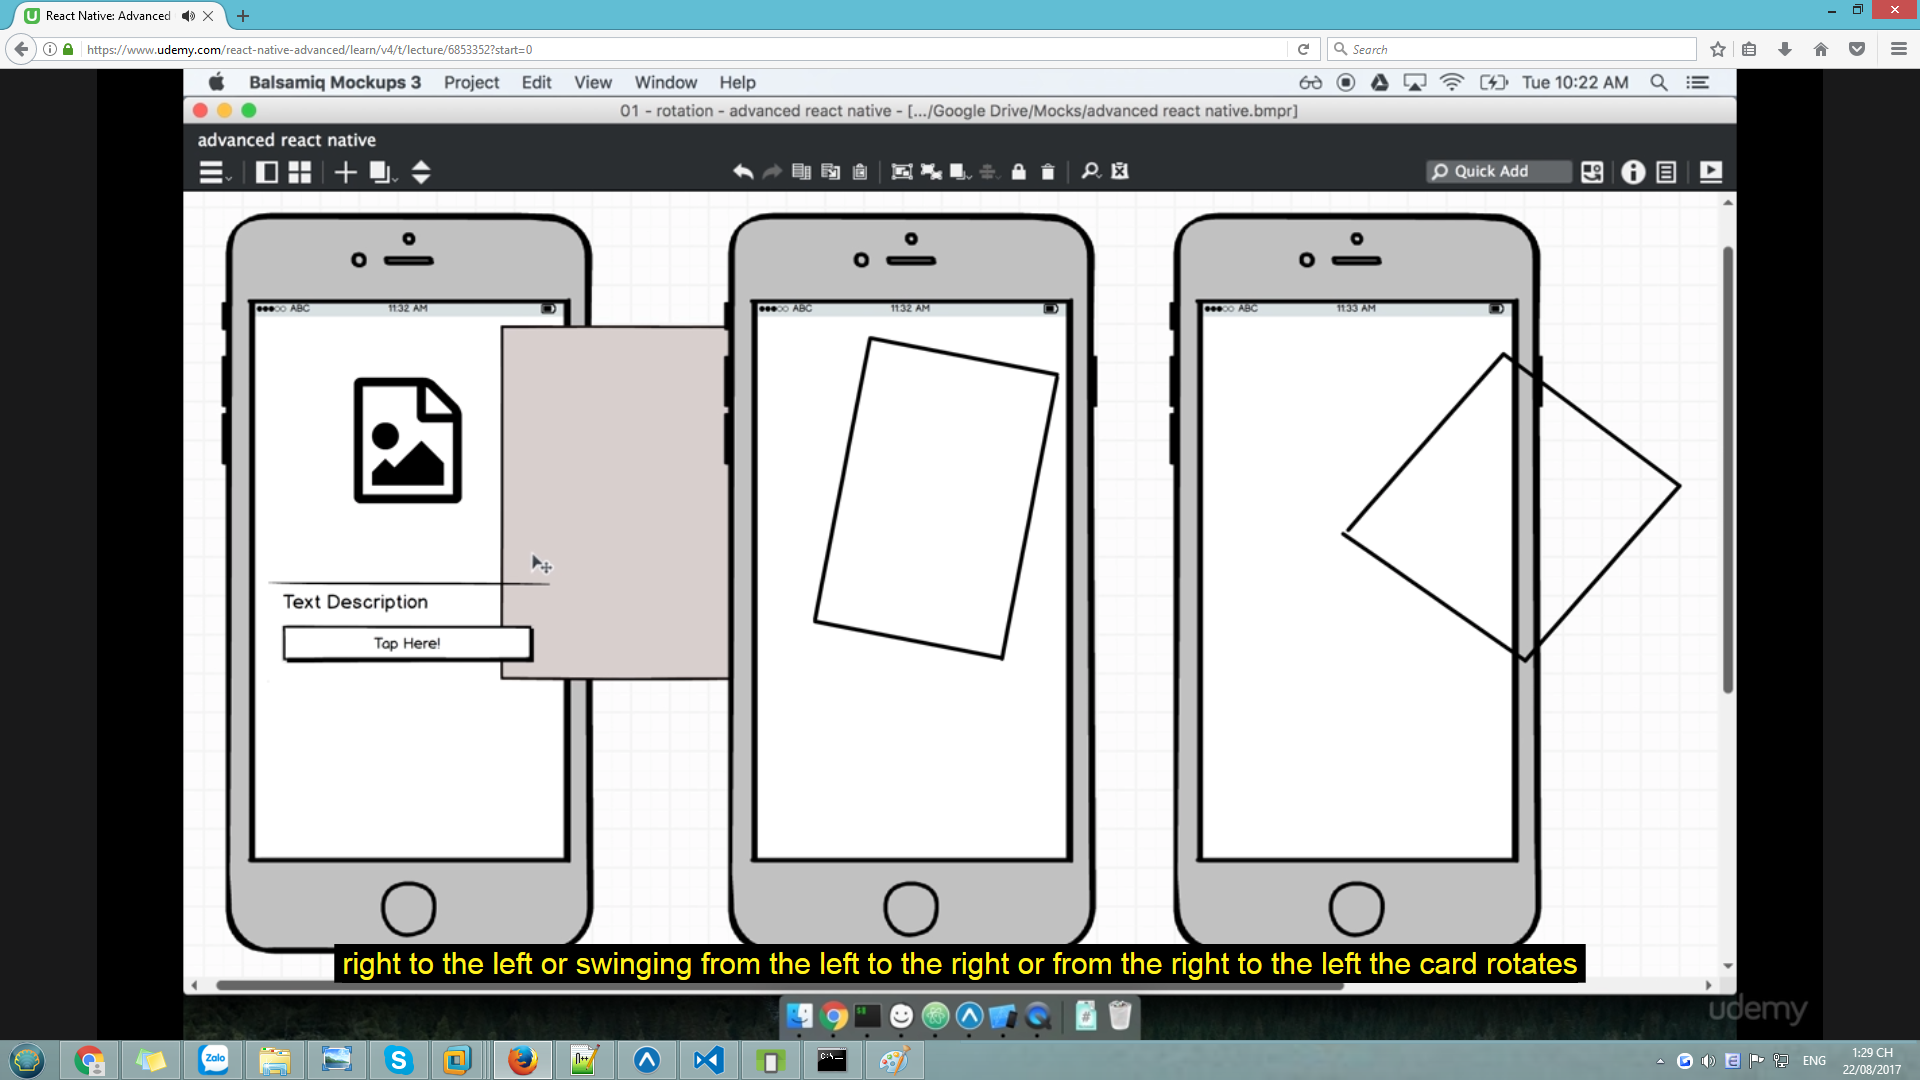 React Native: Advanced
https://www.udemy.com/react-native-advanced/learn/v4/t/lecture/6853352?start=0
Search
Balsamiq Mockups 3 Project Edit View Window Help
Tue 10:22 AM
01 - rotation - advanced react native - [.../Google Drive/Mocks/advanced react native.bmpr]
advanced react native
Quick Add
ABC 11:32 AM
ABC 11:32 AM
ABC 11:33 AM
Text Description
Tap Here!
right to the left or swinging from the left to the right or from the right to the left the card rotates
udemy
Zalo
ENG
1:29 CH
22/08/2017